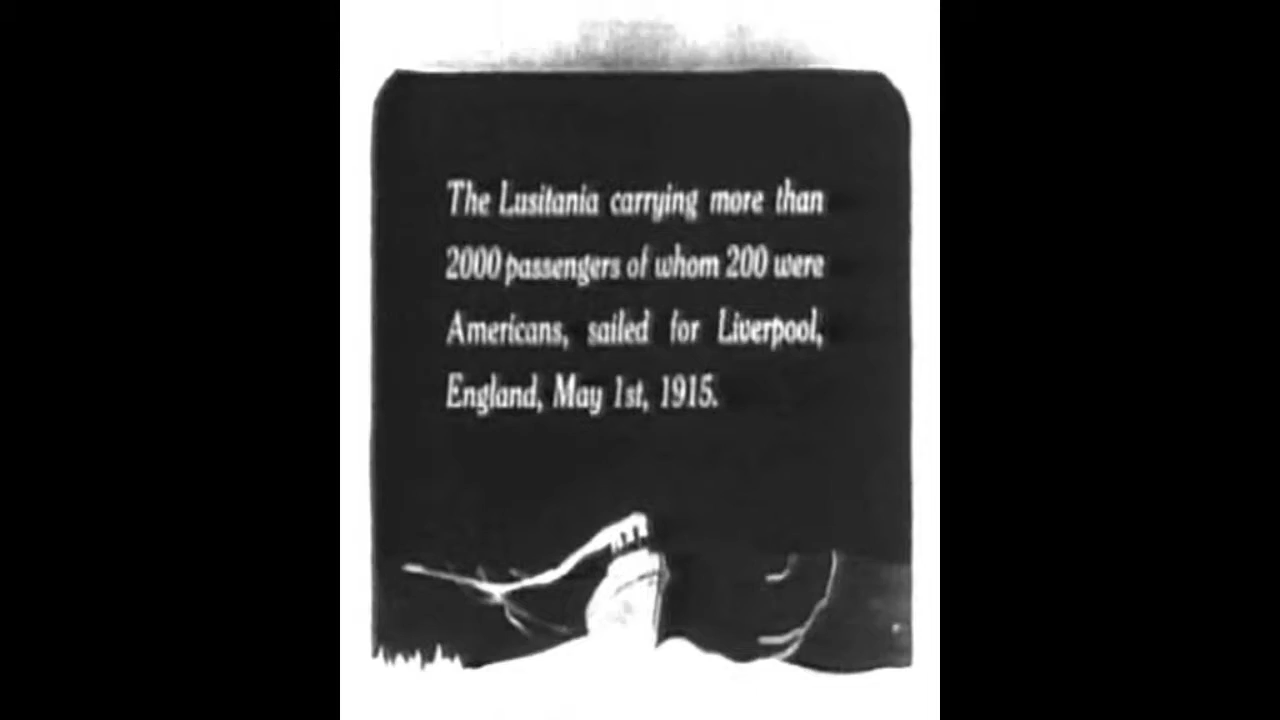 The Lusitania carrying more than
2000 passengers of whom 200 were
Americans, sailed for Liverpool,
England, May 1st, 1915.